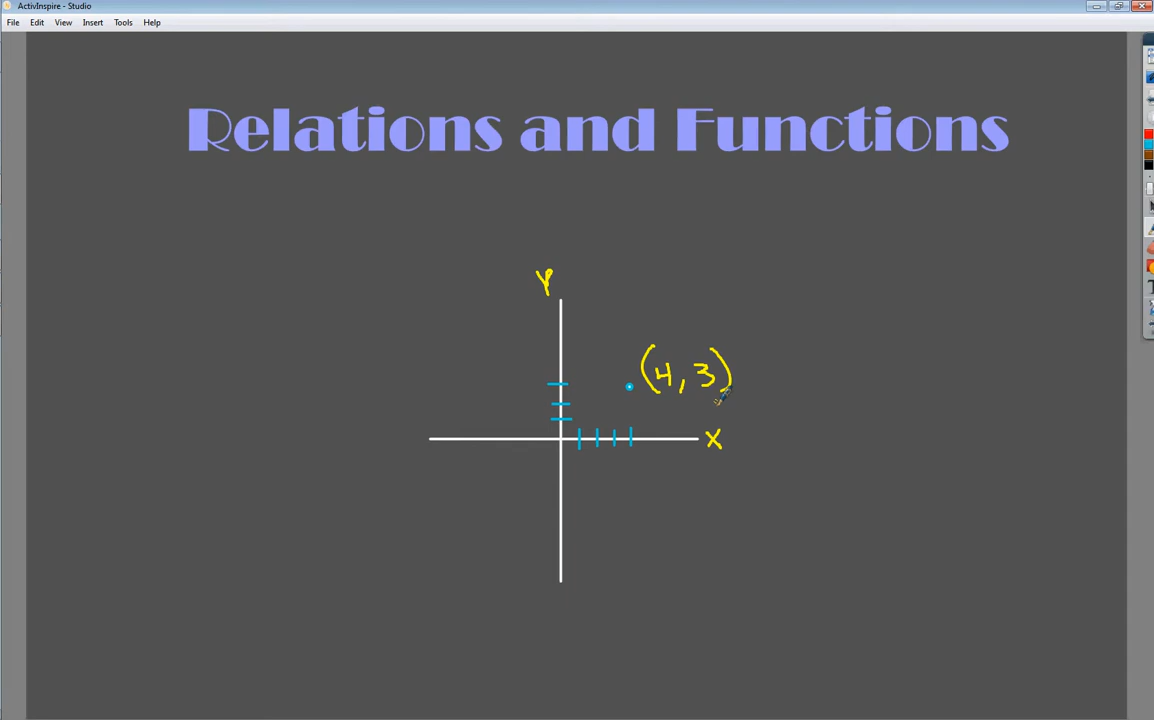 ActivInspire - Studio
File Edit View Insert Tools Help
Relations and Functions
Y
(4, 3)
X